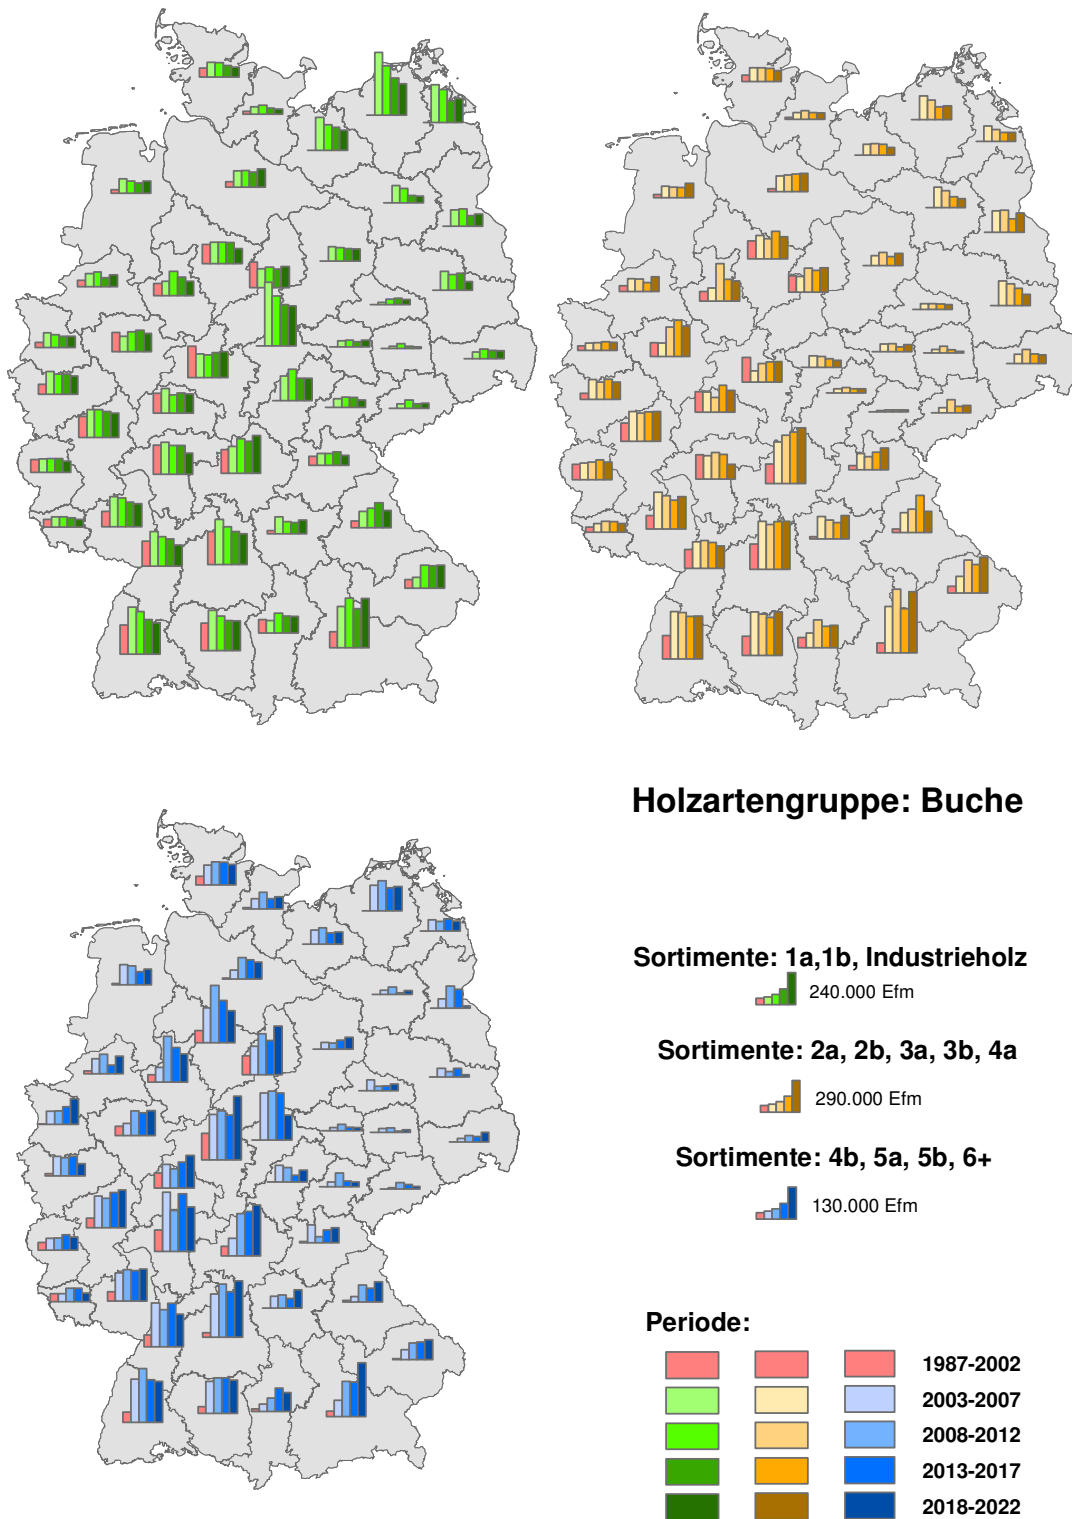 Holzartengruppe: Buche
Sortimente: 1a,1b, Industrieholz
240.000 Efm
Sortimente: 2a, 2b, 3a, 3b, 4a
290.000 Efm
Sortimente: 4b, 5a, 5b, 6+
130.000 Efm
Periode:
1987-2002
2003-2007
2008-2012
2013-2017
2018-2022